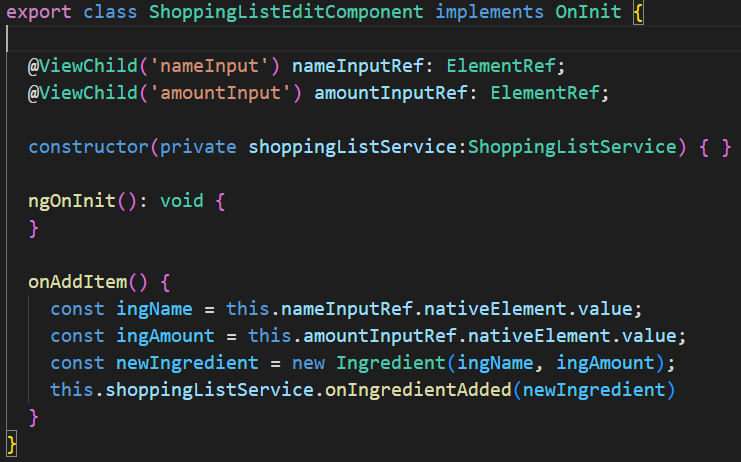 export class ShoppingListEditComponent implements OnInit {
@ViewChild('nameInput') nameInputRef: ElementRef;
@ViewChild('amountInput') amountInputRef: ElementRef;
constructor(private shoppingListService:ShoppingListService) { }
ngOnInit(): void {
}
onAddItem() {
const ingName = this.nameInputRef.nativeElement.value;
const ingAmount = this.amountInputRef.nativeElement.value;
const newIngredient = new Ingredient(ingName, ingAmount);
this.shoppingListService.onIngredientAdded(newIngredient)
}
}